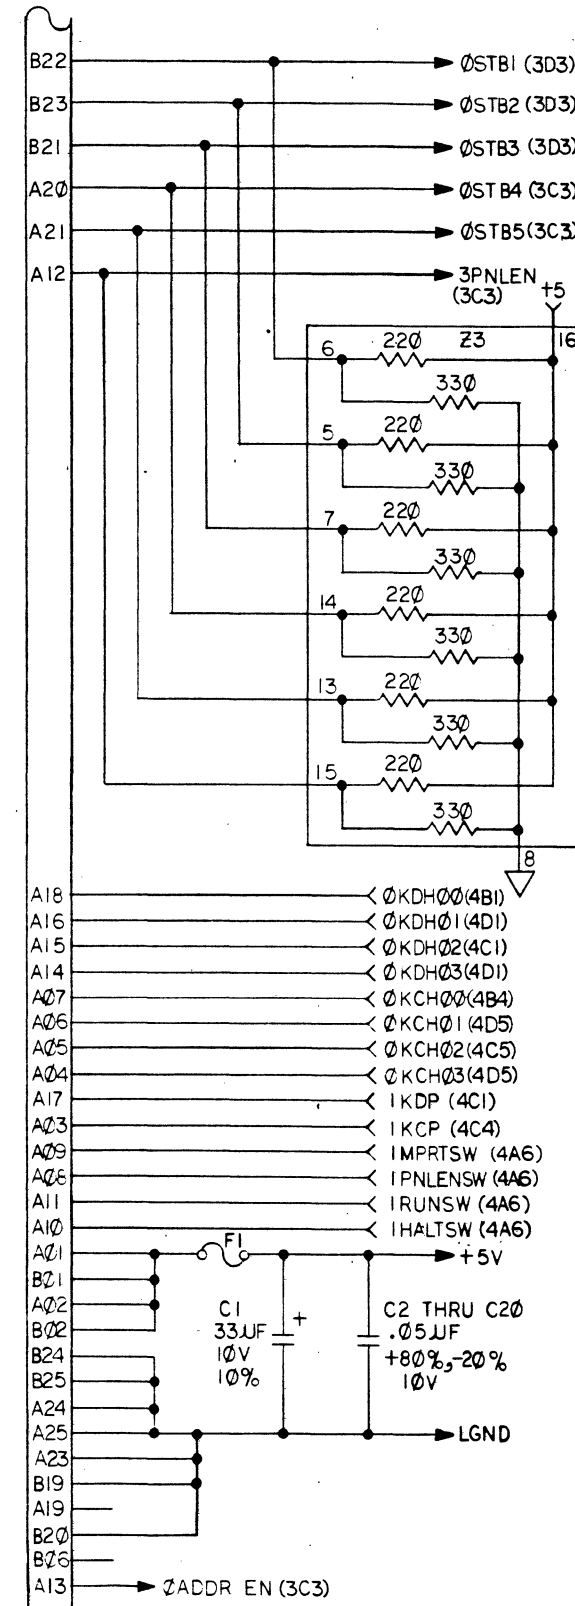 B22 ØSTB1 (3D3)
B23 ØSTB2 (3D3)
B21 ØSTB3 (3D3)
A2Ø ØSTB4 (3C3)
A21 ØSTB5 (3C3)
A12 3PNLEN
(3C3)
+5
6 22Ø Z3 16
33Ø
5 22Ø
33Ø
7 22Ø
33Ø
14 22Ø
33Ø
13 22Ø
33Ø
15 22Ø
33Ø
8
A18 ØKDHØØ(4B1)
A16 ØKDHØ1(4D1)
A15 ØKDHØ2(4C1)
A14 ØKDHØ3(4D1)
AØ7 ØKCHØØ(4B4)
AØ6 ØKCHØ1(4D5)
AØ5 ØKCHØ2(4C5)
AØ4 ØKCHØ3(4D5)
A17 1KDP (4C1)
AØ3 1KCP (4C4)
AØ9 1MPRTSW (4A6)
AØ8 1PNLENSW (4A6)
A11 1RUNSW (4A6)
A1Ø 1HALTSW (4A6)
AØ1 F1 +5V
BØ1
AØ2
BØ2
C1
33UF
1ØV
1Ø%
+
C2 THRU C2Ø
.Ø5UF
+8Ø%,-2Ø%
1ØV
B24
B25
A24
A25 LGND
A23
B19
A19
B2Ø
BØ6
A13 ØADDR EN (3C3)